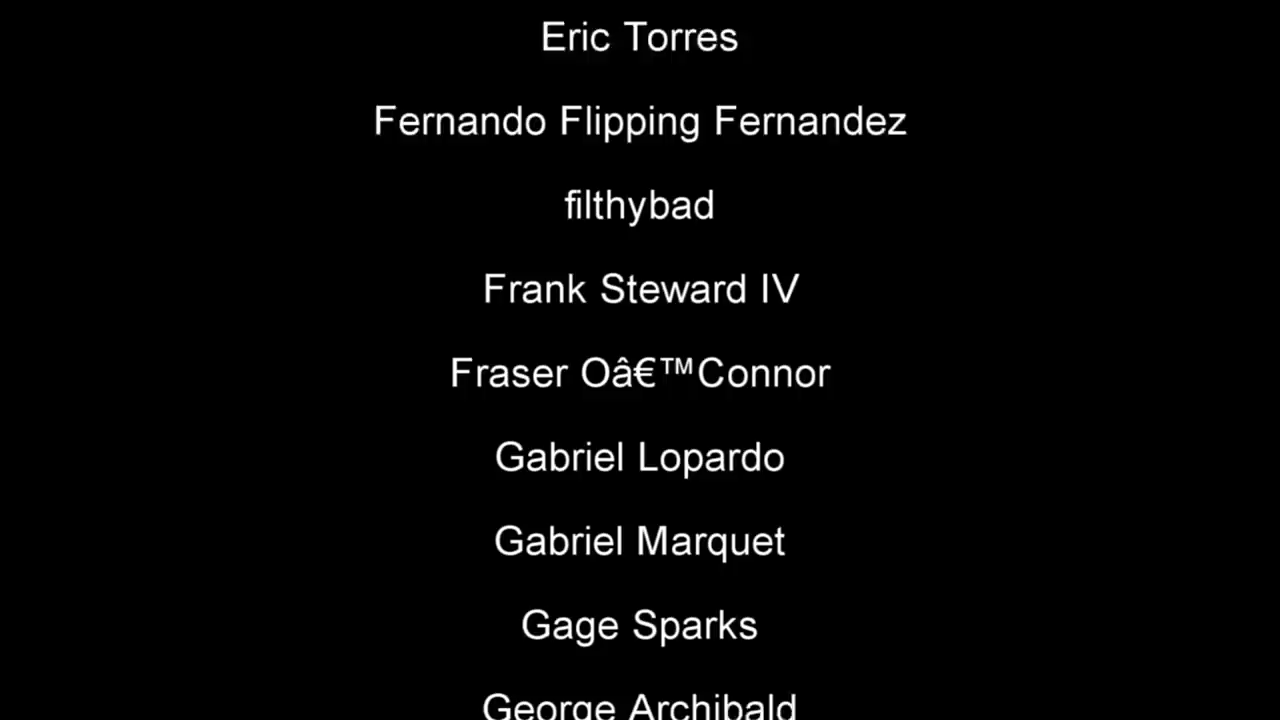 Eric Torres
Fernando Flipping Fernandez
filthybad
Frank Steward IV
Fraser Oâ€™Connor
Gabriel Lopardo
Gabriel Marquet
Gage Sparks
George Archibald